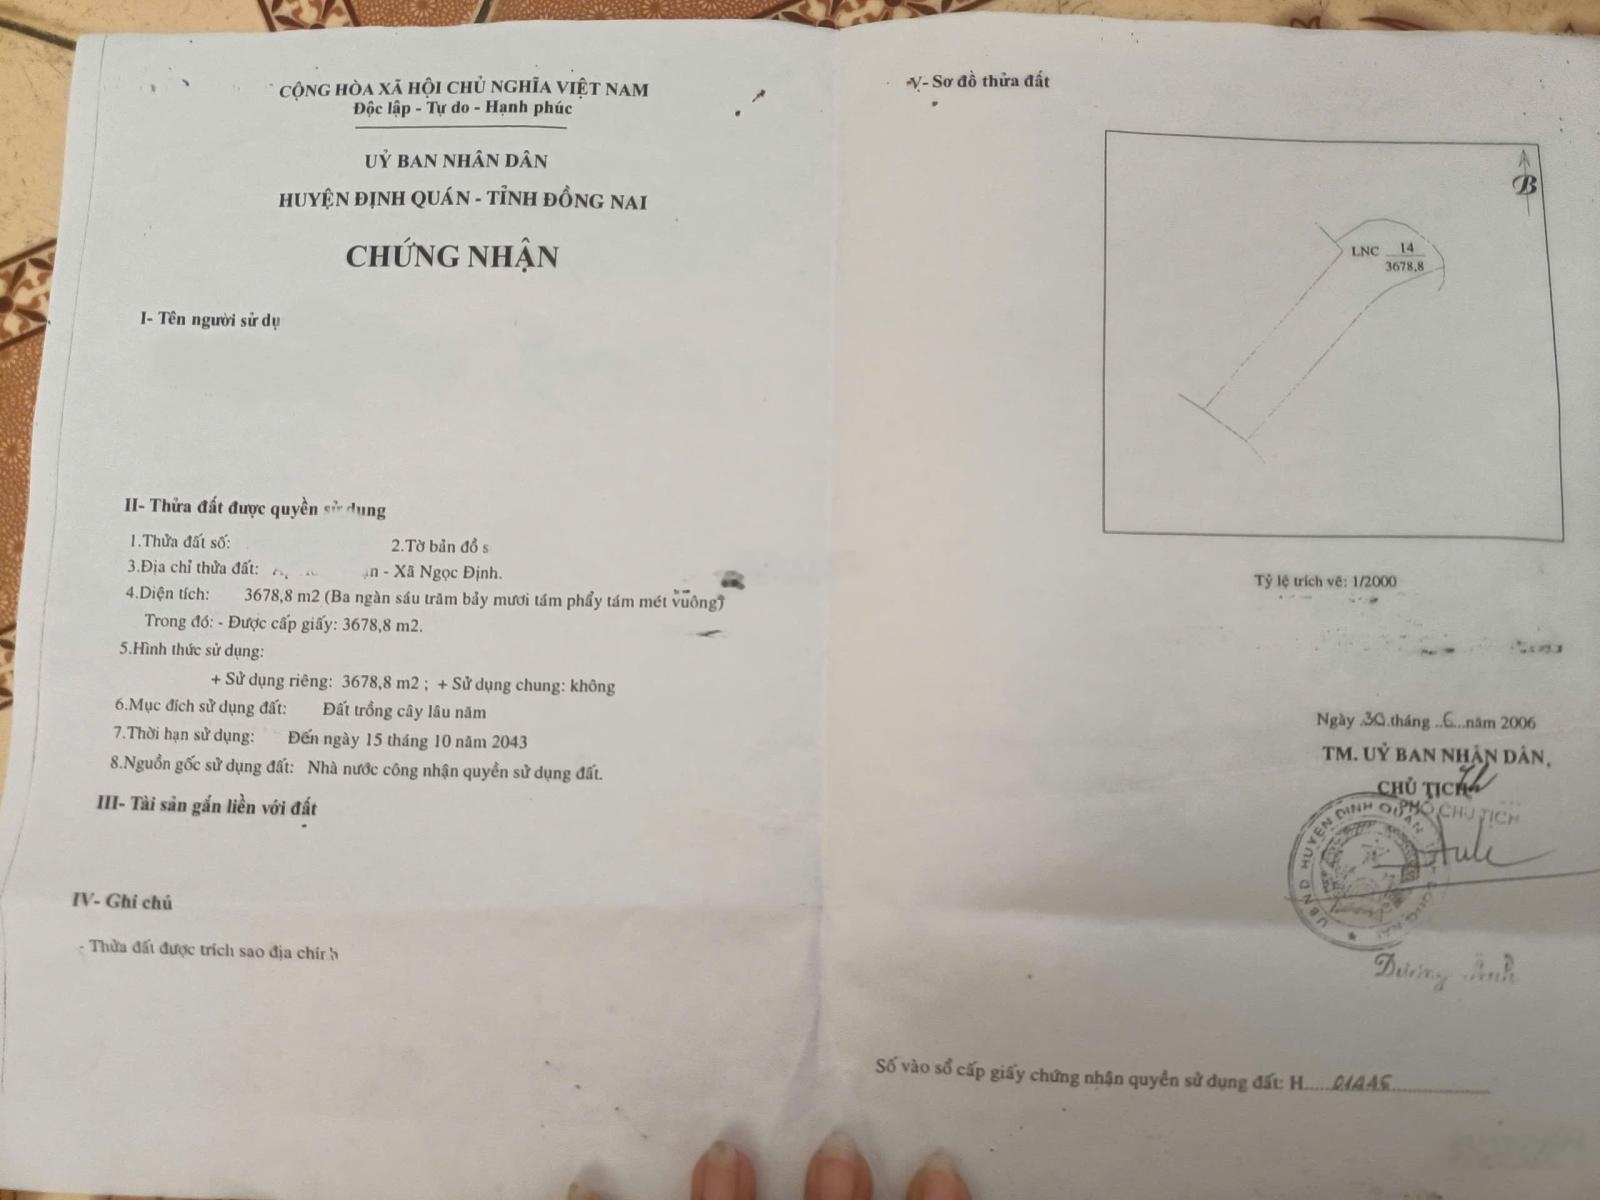 CỘNG HÒA XÃ HỘI CHỦ NGHĨA VIỆT NAM
Độc lập - Tự do - Hạnh phúc
UỶ BAN NHÂN DÂN
HUYỆN ĐỊNH QUÁN - TỈNH ĐỒNG NAI
CHỨNG NHẬN
I- Tên người sử dụ
II- Thửa đất được quyền sử dụng
1.Thửa đất số: 2.Tờ bản đồ s
3.Địa chỉ thửa đất: - Xã Ngọc Định.
4.Diện tích: 3678,8 m2 (Ba ngàn sáu trăm bảy mươi tám phẩy tám mét vuông)
Trong đó: - Được cấp giấy: 3678,8 m2.
5.Hình thức sử dụng:
+ Sử dụng riêng: 3678,8 m2 ; + Sử dụng chung: không
6.Mục đích sử dụng đất: Đất trồng cây lâu năm
7.Thời hạn sử dụng: Đến ngày 15 tháng 10 năm 2043
8.Nguồn gốc sử dụng đất: Nhà nước công nhận quyền sử dụng đất.
III- Tài sản gắn liền với đất
IV- Ghi chú
- Thửa đất được trích sao địa chính
V- Sơ đồ thửa đất
B
LNC 14
3678,8
Tỷ lệ trích vẽ: 1/2000
Ngày 30 tháng 6 năm 2006
TM. UỶ BAN NHÂN DÂN
CHỦ TỊCH
PHÓ CHỦ TỊCH
UBND HUYỆN ĐỊNH QUÁN
Dương
Số vào sổ cấp giấy chứng nhận quyền sử dụng đất: H